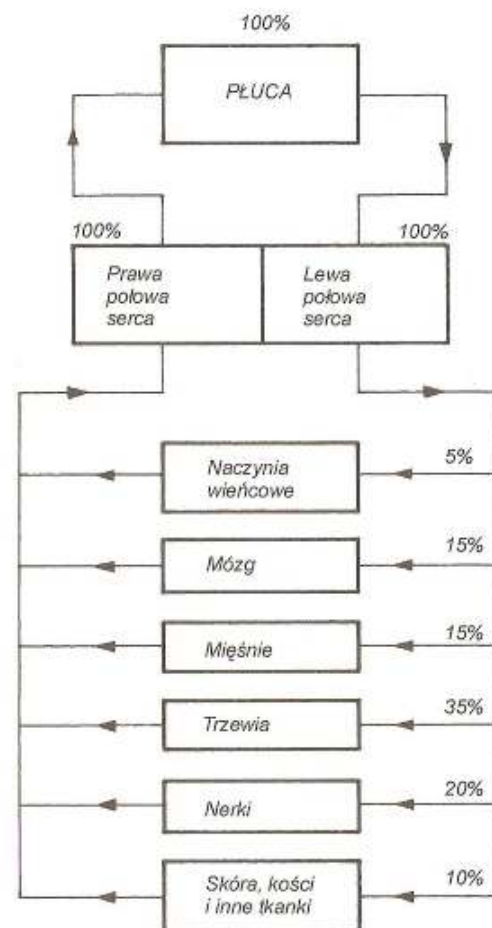 100%
PŁUCA
100%
100%
Prawa
połowa
serca
Lewa
połowa
serca
Naczynia
wieńcowe
5%
Mózg
15%
Mięśnie
15%
Trzewia
35%
Nerki
20%
Skóra, kości
i inne tkanki
10%